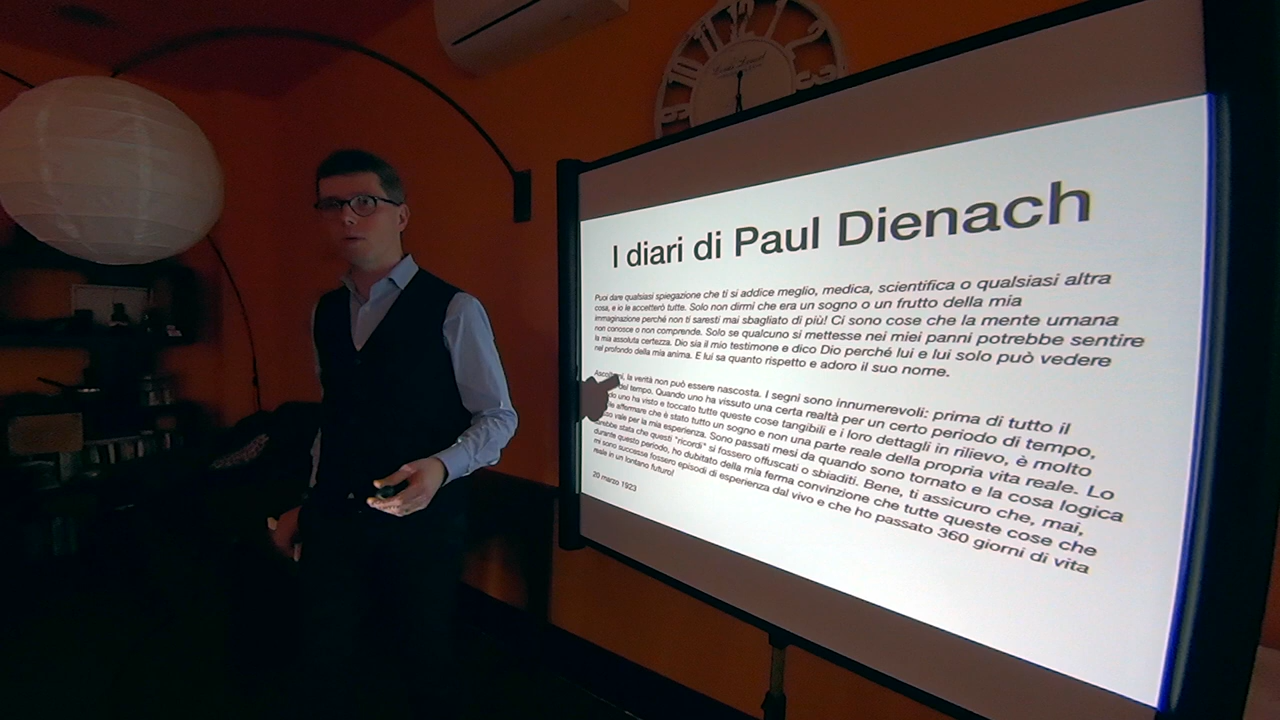 12
I diari di Paul Dienach
Puoi dare qualsiasi spiegazione che ti si addice meglio, medica, scientifica o qualsiasi altra
cosa, e io le accetterò tutte. Solo non dirmi che era un sogno o un frutto della mia
immaginazione perché non ti saresti mai sbagliato di più! Ci sono cose che la mente umana
non conosce o non comprende. Solo se qualcuno si mettesse nei miei panni potrebbe sentire
la mia assoluta certezza. Dio sia il mio testimone e dico Dio perché lui e lui solo può vedere
nel profondo della mia anima. E lui sa quanto rispetto e adoro il suo nome.
la verità non può essere nascosta. I segni sono innumerevoli: prima di tutto il
del tempo. Quando uno ha vissuto una certa realtà per un certo periodo di tempo,
uno ha visto e toccato tutte queste cose tangibili e i loro dettagli in rilievo, è molto
affermare che è stato tutto un sogno e non una parte reale della propria vita reale. Lo
vale per la mia esperienza. Sono passati mesi da quando sono tornato e la cosa logica
sarebbe stata che questi "ricordi" si fossero offuscati o sbiaditi. Bene, ti assicuro che, mai,
durante questo periodo, ho dubitato della mia ferma convinzione che tutte queste cose che
mi sono successe fossero episodi di esperienza dal vivo e che ho passato 360 giorni di vita
reale in un lontano futuro!
20 marzo 1923